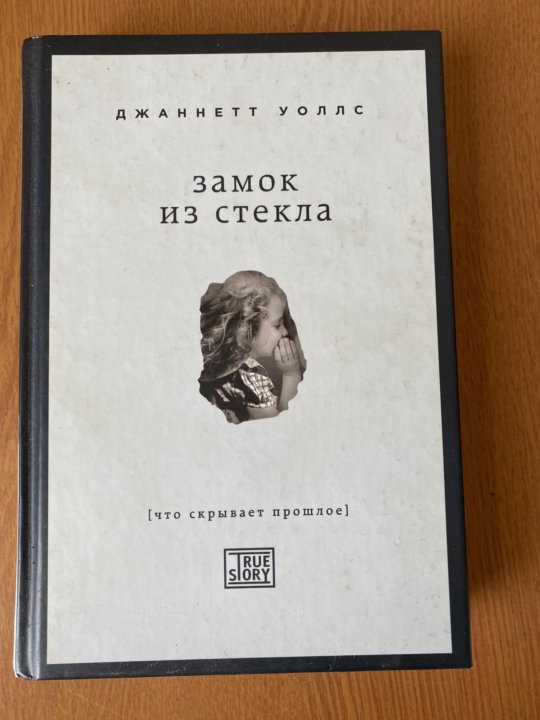 ДЖАННЕТТ УОЛЛС
замок
из стекла
[что скрывает прошлое]
TRUE
STORY